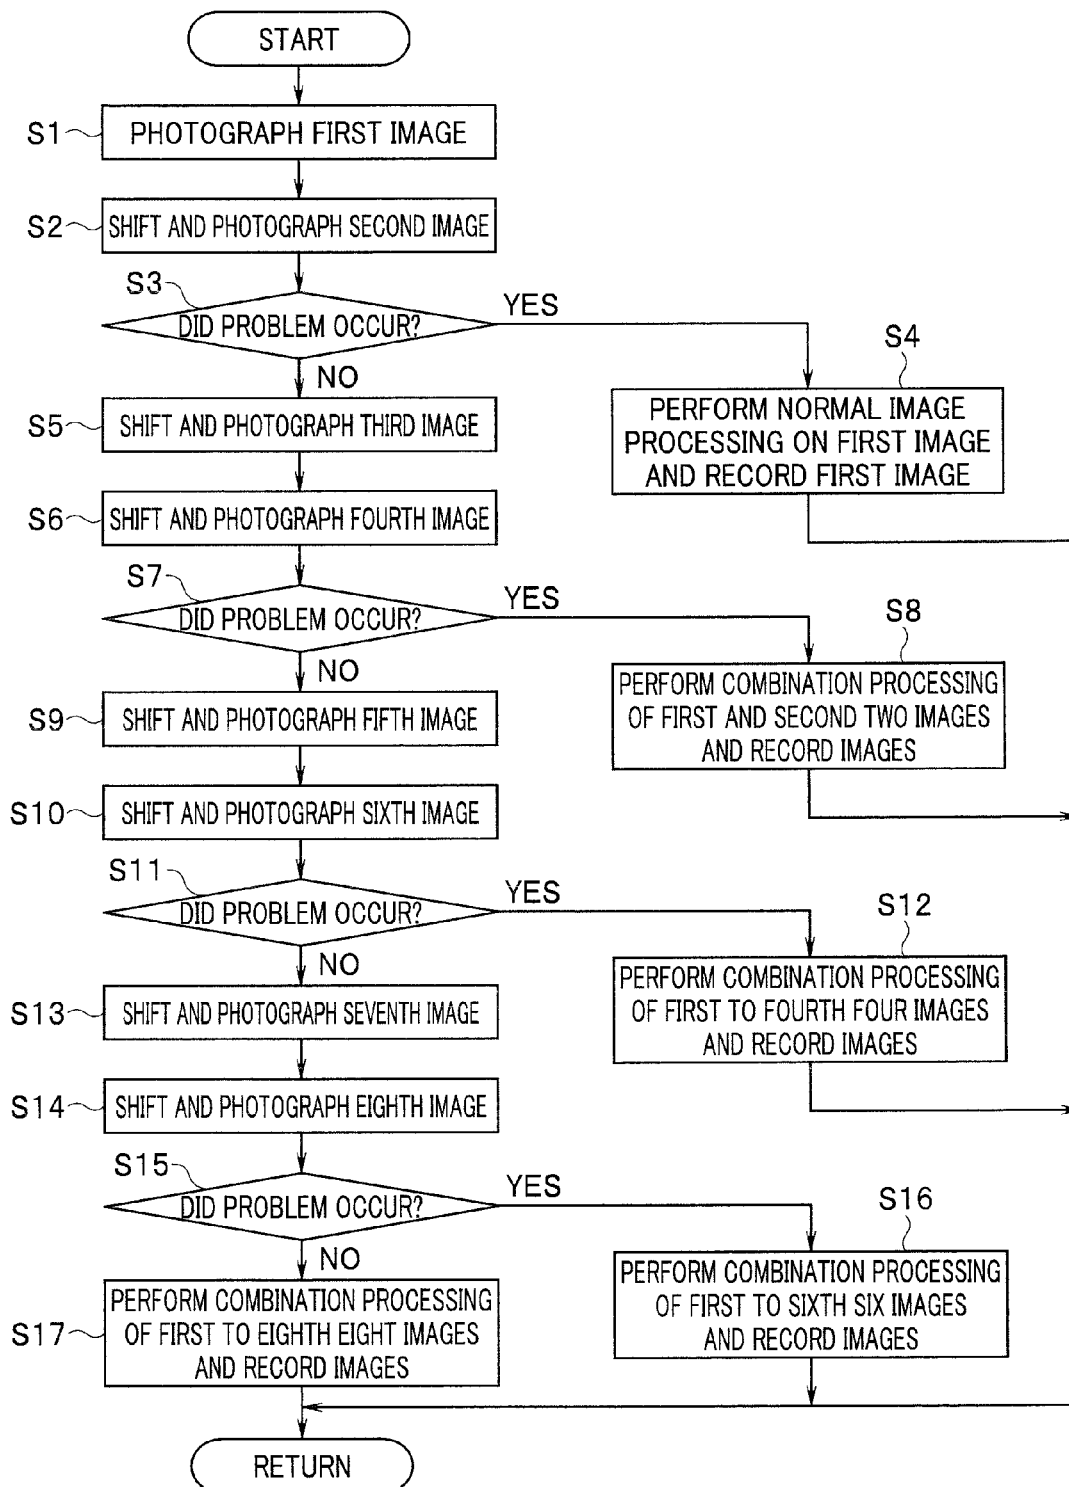 START
S1
PHOTOGRAPH FIRST IMAGE
S2
SHIFT AND PHOTOGRAPH SECOND IMAGE
S3
DID PROBLEM OCCUR?
YES
NO
S4
PERFORM NORMAL IMAGE
PROCESSING ON FIRST IMAGE
AND RECORD FIRST IMAGE
S5
SHIFT AND PHOTOGRAPH THIRD IMAGE
S6
SHIFT AND PHOTOGRAPH FOURTH IMAGE
S7
DID PROBLEM OCCUR?
YES
NO
S8
PERFORM COMBINATION PROCESSING
OF FIRST AND SECOND TWO IMAGES
AND RECORD IMAGES
S9
SHIFT AND PHOTOGRAPH FIFTH IMAGE
S10
SHIFT AND PHOTOGRAPH SIXTH IMAGE
S11
DID PROBLEM OCCUR?
YES
NO
S12
PERFORM COMBINATION PROCESSING
OF FIRST TO FOURTH FOUR IMAGES
AND RECORD IMAGES
S13
SHIFT AND PHOTOGRAPH SEVENTH IMAGE
S14
SHIFT AND PHOTOGRAPH EIGHTH IMAGE
S15
DID PROBLEM OCCUR?
YES
NO
S16
PERFORM COMBINATION PROCESSING
OF FIRST TO SIXTH SIX IMAGES
AND RECORD IMAGES
S17
PERFORM COMBINATION PROCESSING
OF FIRST TO EIGHTH EIGHT IMAGES
AND RECORD IMAGES
RETURN